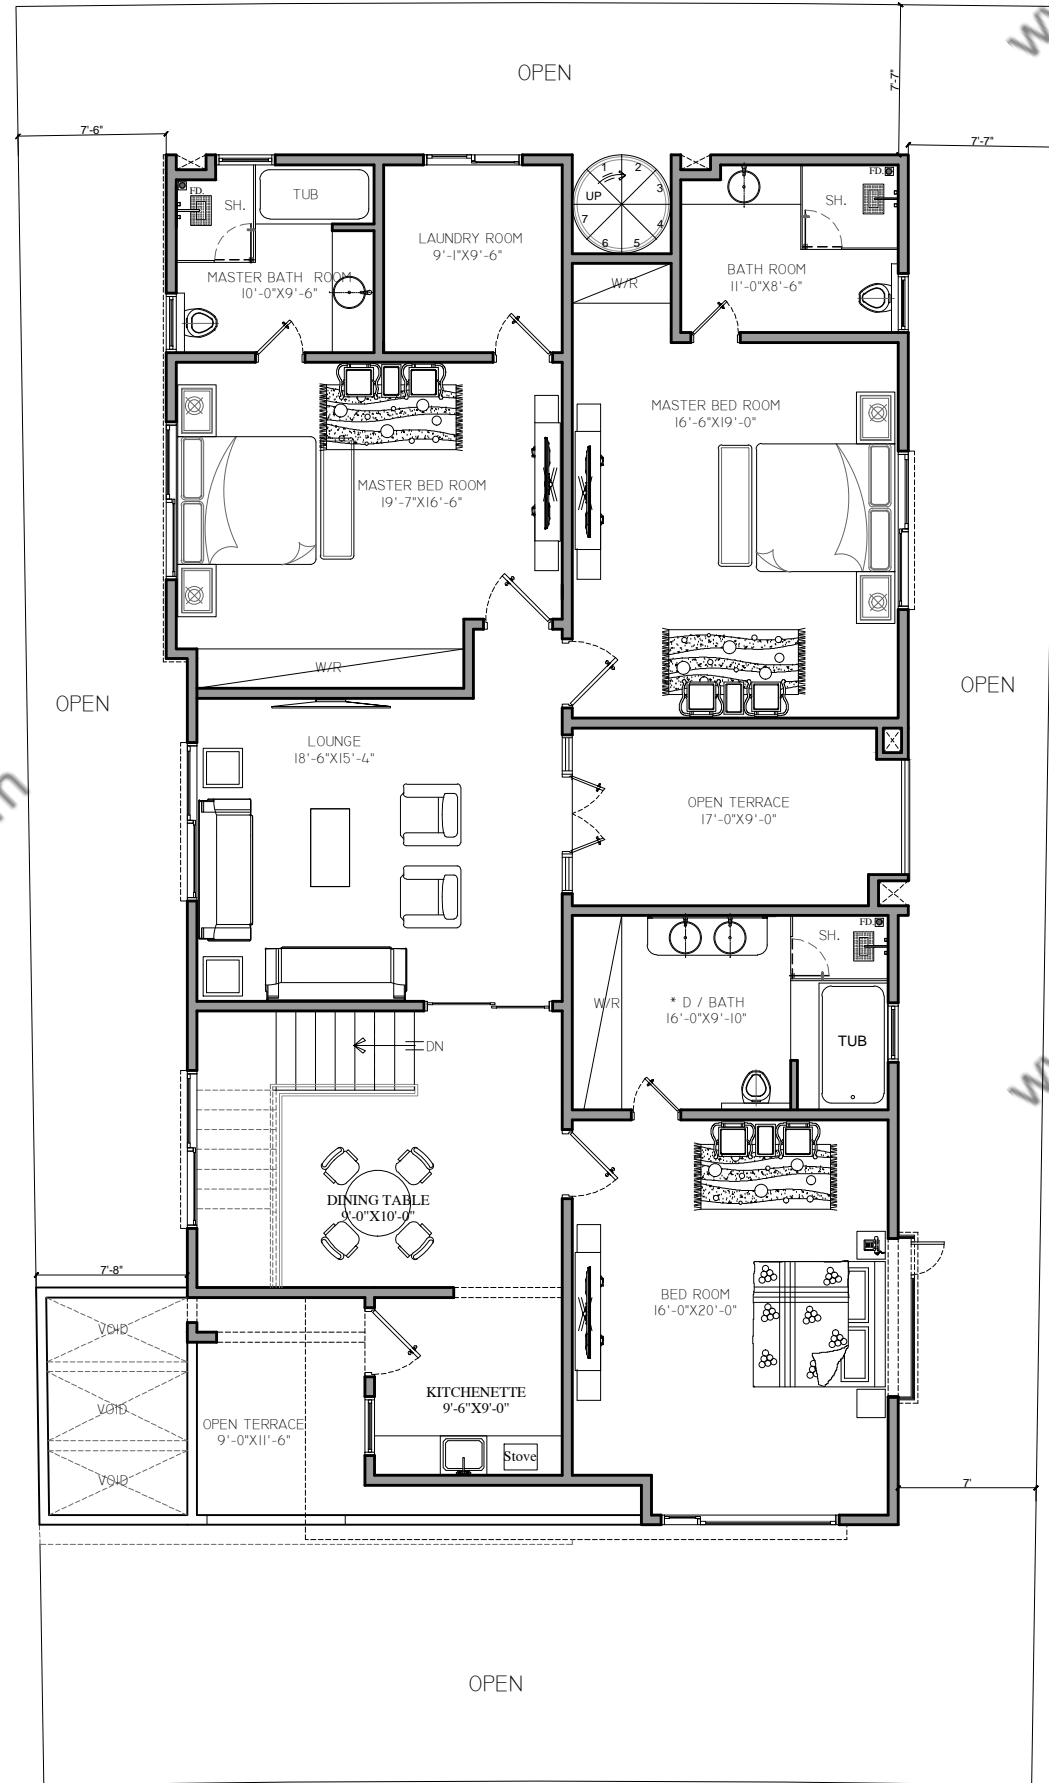 OPEN
7'-7"
7'-6"
7'-7"
FD.
SH.
TUB
LAUNDRY ROOM
9'-1"X9'-6"
MASTER BATH ROOM
10'-0"X9'-6"
1
2
3
4
5
6
7
UP
W/R
FD.
SH.
BATH ROOM
11'-0"X8'-6"
MASTER BED ROOM
16'-6"X19'-0"
MASTER BED ROOM
19'-7"X16'-6"
W/R
OPEN
OPEN
LOUNGE
18'-6"X15'-4"
OPEN TERRACE
17'-0"X9'-0"
FD.
SH.
W/R
* D / BATH
16'-0"X9'-10"
TUB
DN
DINING TABLE
9'-0"X10'-0"
7'-8"
BED ROOM
16'-0"X20'-0"
VOID
VOID
VOID
KITCHENETTE
9'-6"X9'-0"
OPEN TERRACE
9'-0"X11'-6"
Stove
7'
OPEN